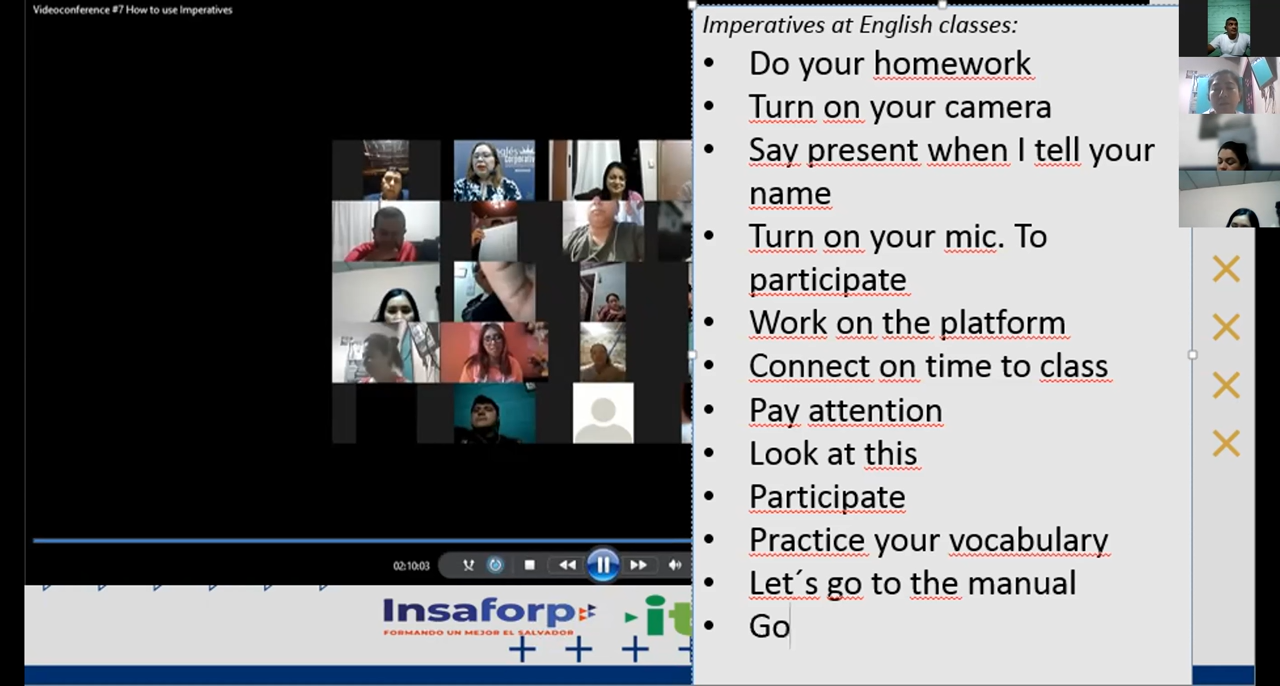 Videoconference #7 How to use Imperatives
Imperatives at English classes:
• Do your homework
• Turn on your camera
• Say present when I tell your
name
• Turn on your mic. To
participate
• Work on the platform
• Connect on time to class
• Pay attention
• Look at this
• Participate
• Practice your vocabulary
• Let´s go to the manual
• Go
inglés
Corporativo
02:10:03
Insaforp
FORMANDO UN MEJOR EL SALVADOR
it